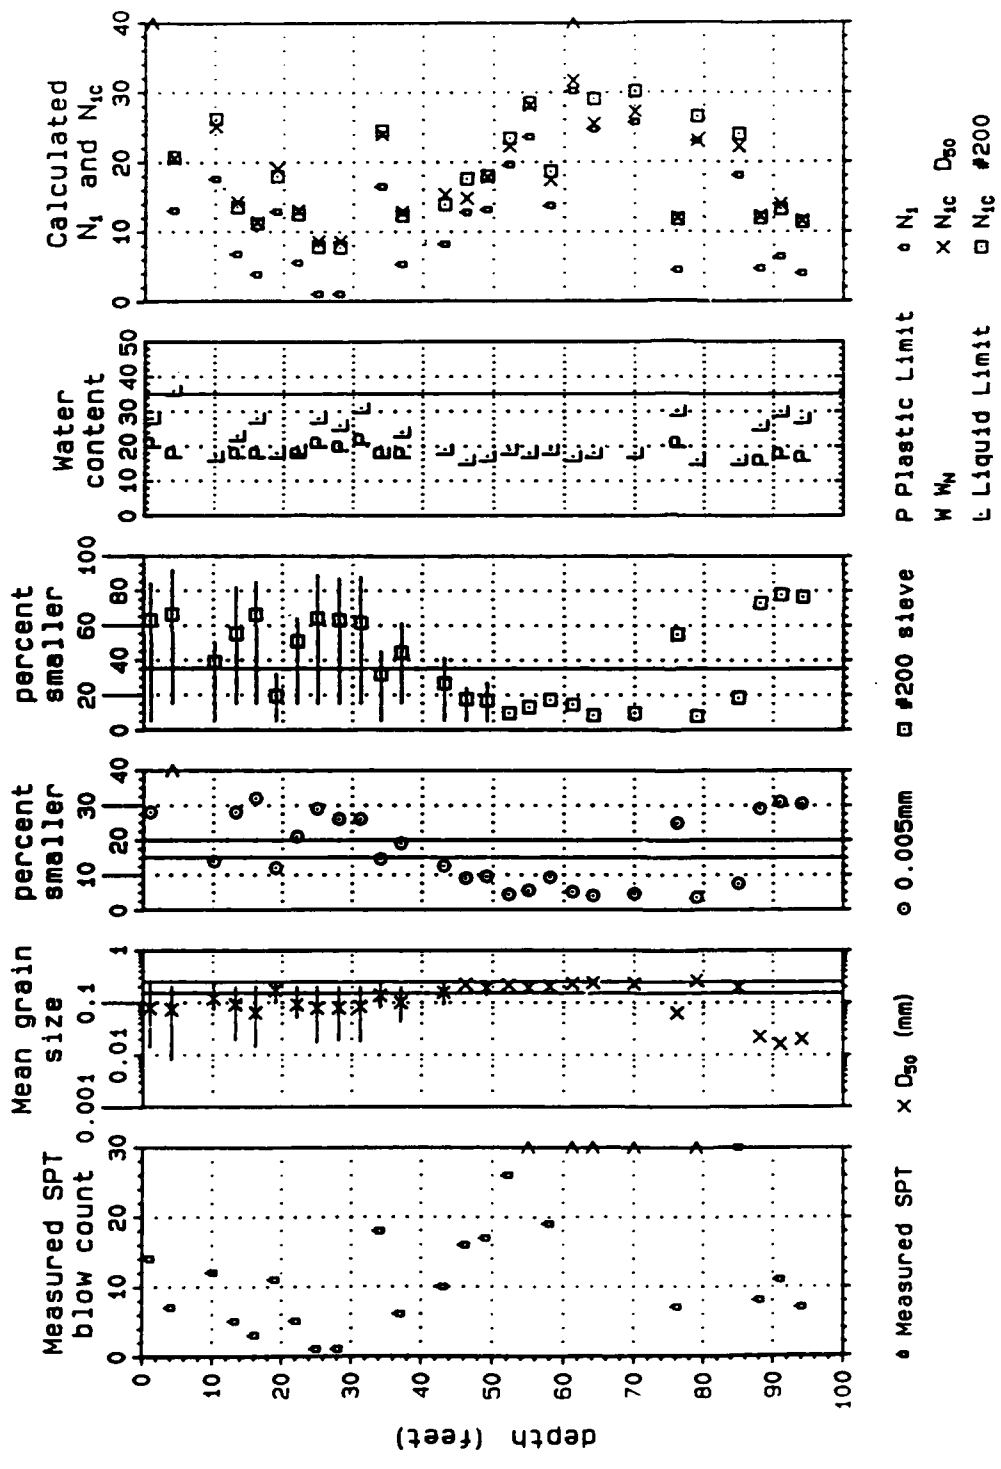 Measured SPT
blow count
0 10 20 30
Mean grain
size
0.001 0.01 0.1 1
percent
smaller
0 10 20 30 40
percent
smaller
0 20 40 60 80 100
Water
content
0 10 20 30 40 50
Calculated
N₁ and N₁C
0 10 20 30 40
depth (feet)
0
10
20
30
40
50
60
70
80
90
100
Measured SPT
× D₅₀ (mm)
⊙ 0.005mm
⊡ #200 sieve
P Plastic Limit
W W_N
L Liquid Limit
N₁
× N₁C D₅₀
⊡ N₁C #200